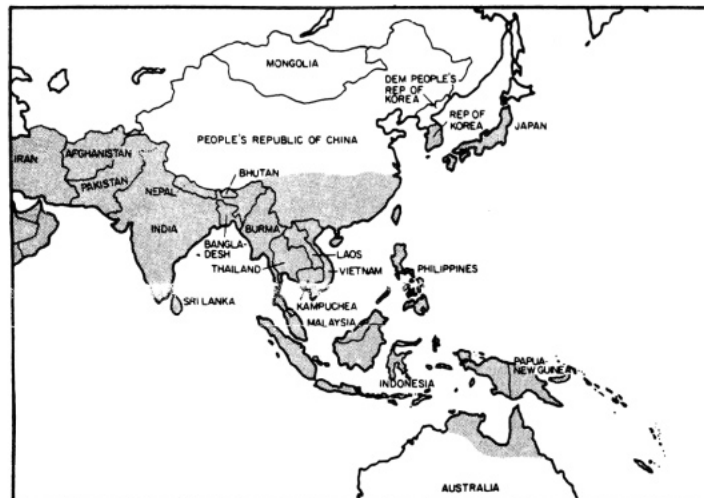 MONGOLIA
DEM PEOPLE'S
REP OF
KOREA
REP OF
KOREA
JAPAN
PEOPLE'S REPUBLIC OF CHINA
IRAN
AFGHANISTAN
PAKISTAN
NEPAL
BHUTAN
INDIA
BURMA
BANGLA-
DESH
LAOS
THAILAND
VIETNAM
PHILIPPINES
SRI LANKA
KAMPUCHEA
MALAYSIA
INDONESIA
PAPUA
NEW GUINEA
AUSTRALIA